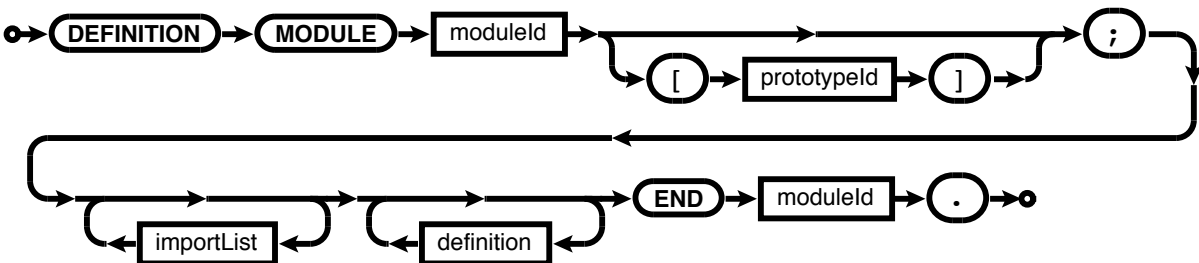 DEFINITION MODULE moduleId ;
[ prototypeId ]
END moduleId .
importList definition